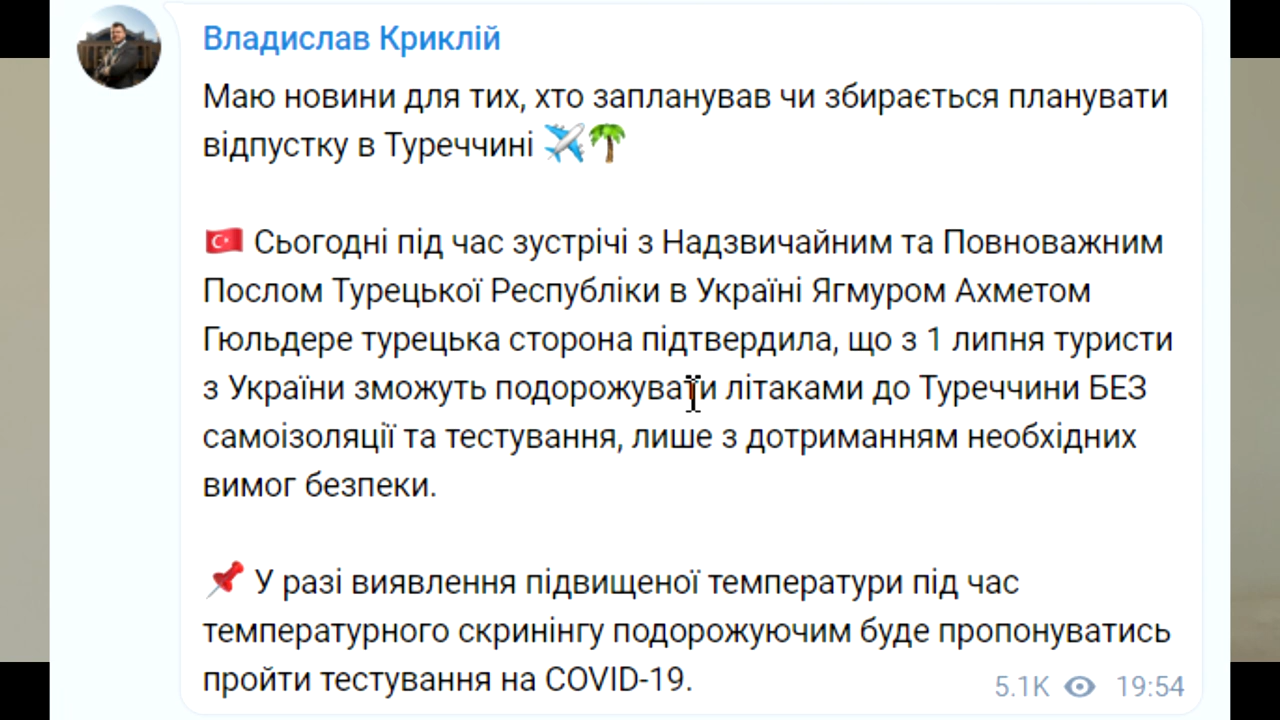 Владислав Криклій
Маю новини для тих, хто запланував чи збирається планувати
відпустку в Туреччині ✈️🌴
🇹🇷 Сьогодні під час зустрічі з Надзвичайним та Повноважним
Послом Турецької Республіки в Україні Ягмуром Ахметом
Гюльдере турецька сторона підтвердила, що з 1 липня туристи
з України зможуть подорожувати літаками до Туреччини БЕЗ
самоізоляції та тестування, лише з дотриманням необхідних
вимог безпеки.
📌 У разі виявлення підвищеної температури під час
температурного скринінгу подорожуючим буде пропонуватись
пройти тестування на COVID-19.
5.1K 19:54